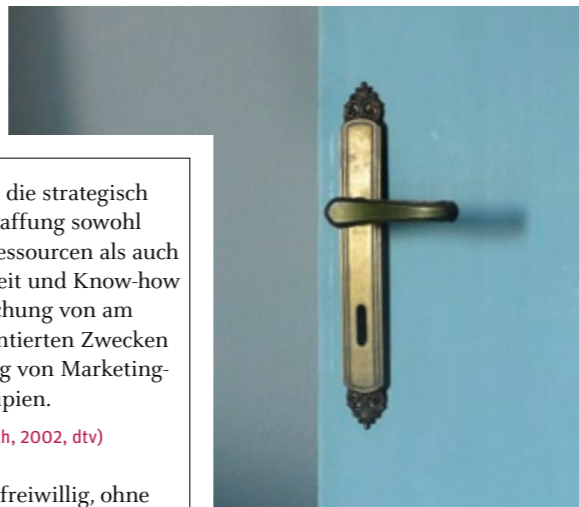 die strategisch
affung sowohl
essourcen als auch
eit und Know-how
chung von am
ntierten Zwecken
g von Marketing-
ipien.
h, 2002, dtv)
freiwillig, ohne